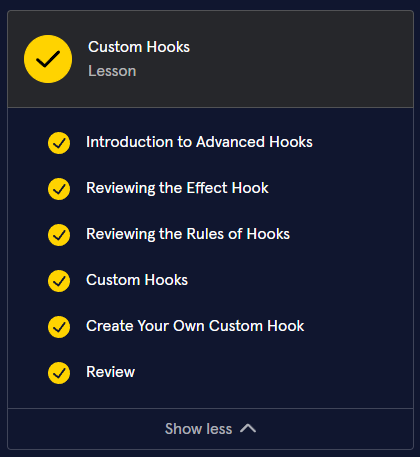 Custom Hooks
Lesson
Introduction to Advanced Hooks
Reviewing the Effect Hook
Reviewing the Rules of Hooks
Custom Hooks
Create Your Own Custom Hook
Review
Show less